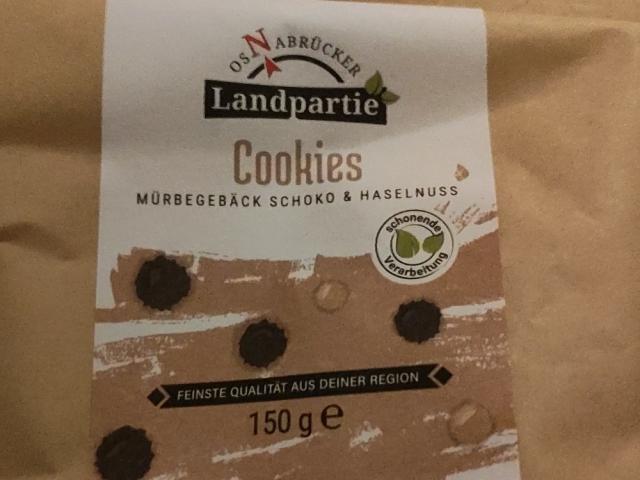 OSNABRÜCKER
Landpartie
Cookies
MÜRBEGEBÄCK SCHOKO & HASELNUSS
schonende
Verarbeitung
FEINSTE QUALITÄT AUS DEINER REGION
150 g e